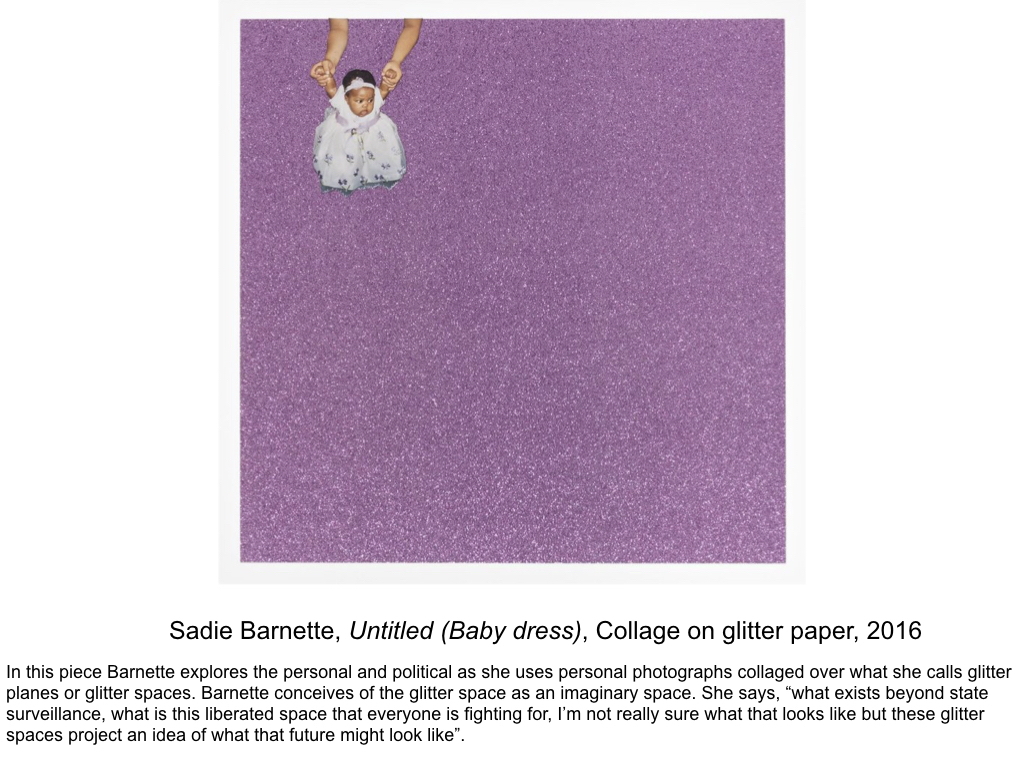 Sadie Barnette, Untitled (Baby dress), Collage on glitter paper, 2016
In this piece Barnette explores the personal and political as she uses personal photographs collaged over what she calls glitter
planes or glitter spaces. Barnette conceives of the glitter space as an imaginary space. She says, “what exists beyond state
surveillance, what is this liberated space that everyone is fighting for, I’m not really sure what that looks like but these glitter
spaces project an idea of what that future might look like”.